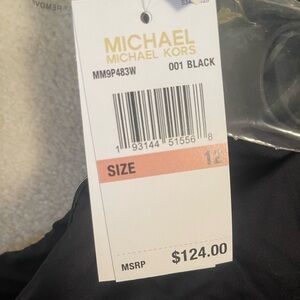 MICHAEL
MICHAEL KORS
MM9P483W 001 BLACK
1 93144 51556 8
SIZE 12
MSRP $124.00